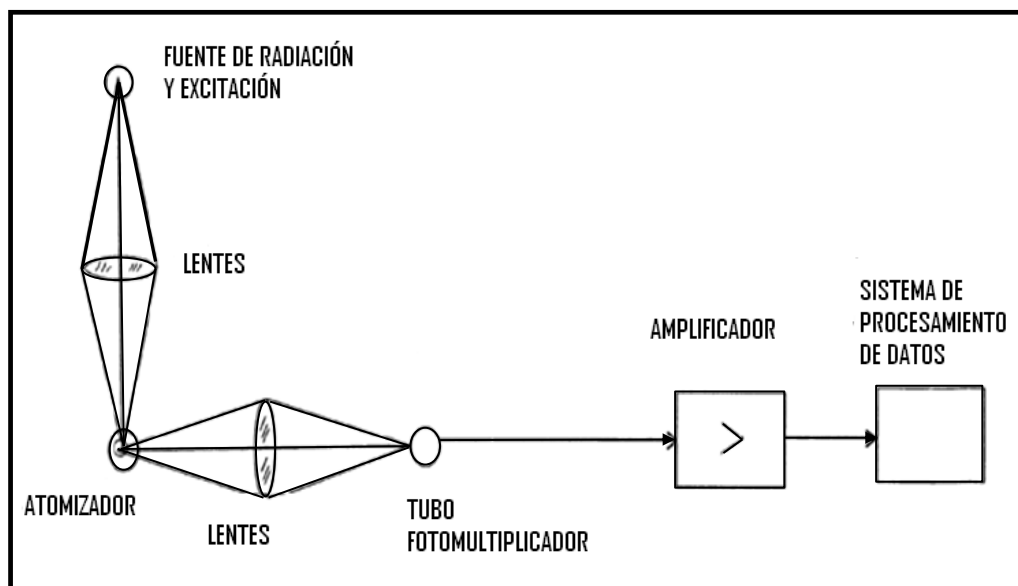 FUENTE DE RADIACIÓN
Y EXCITACIÓN
LENTES
SISTEMA DE
PROCESAMIENTO
DE DATOS
AMPLIFICADOR
ATOMIZADOR
LENTES
TUBO
FOTOMULTIPLICADOR